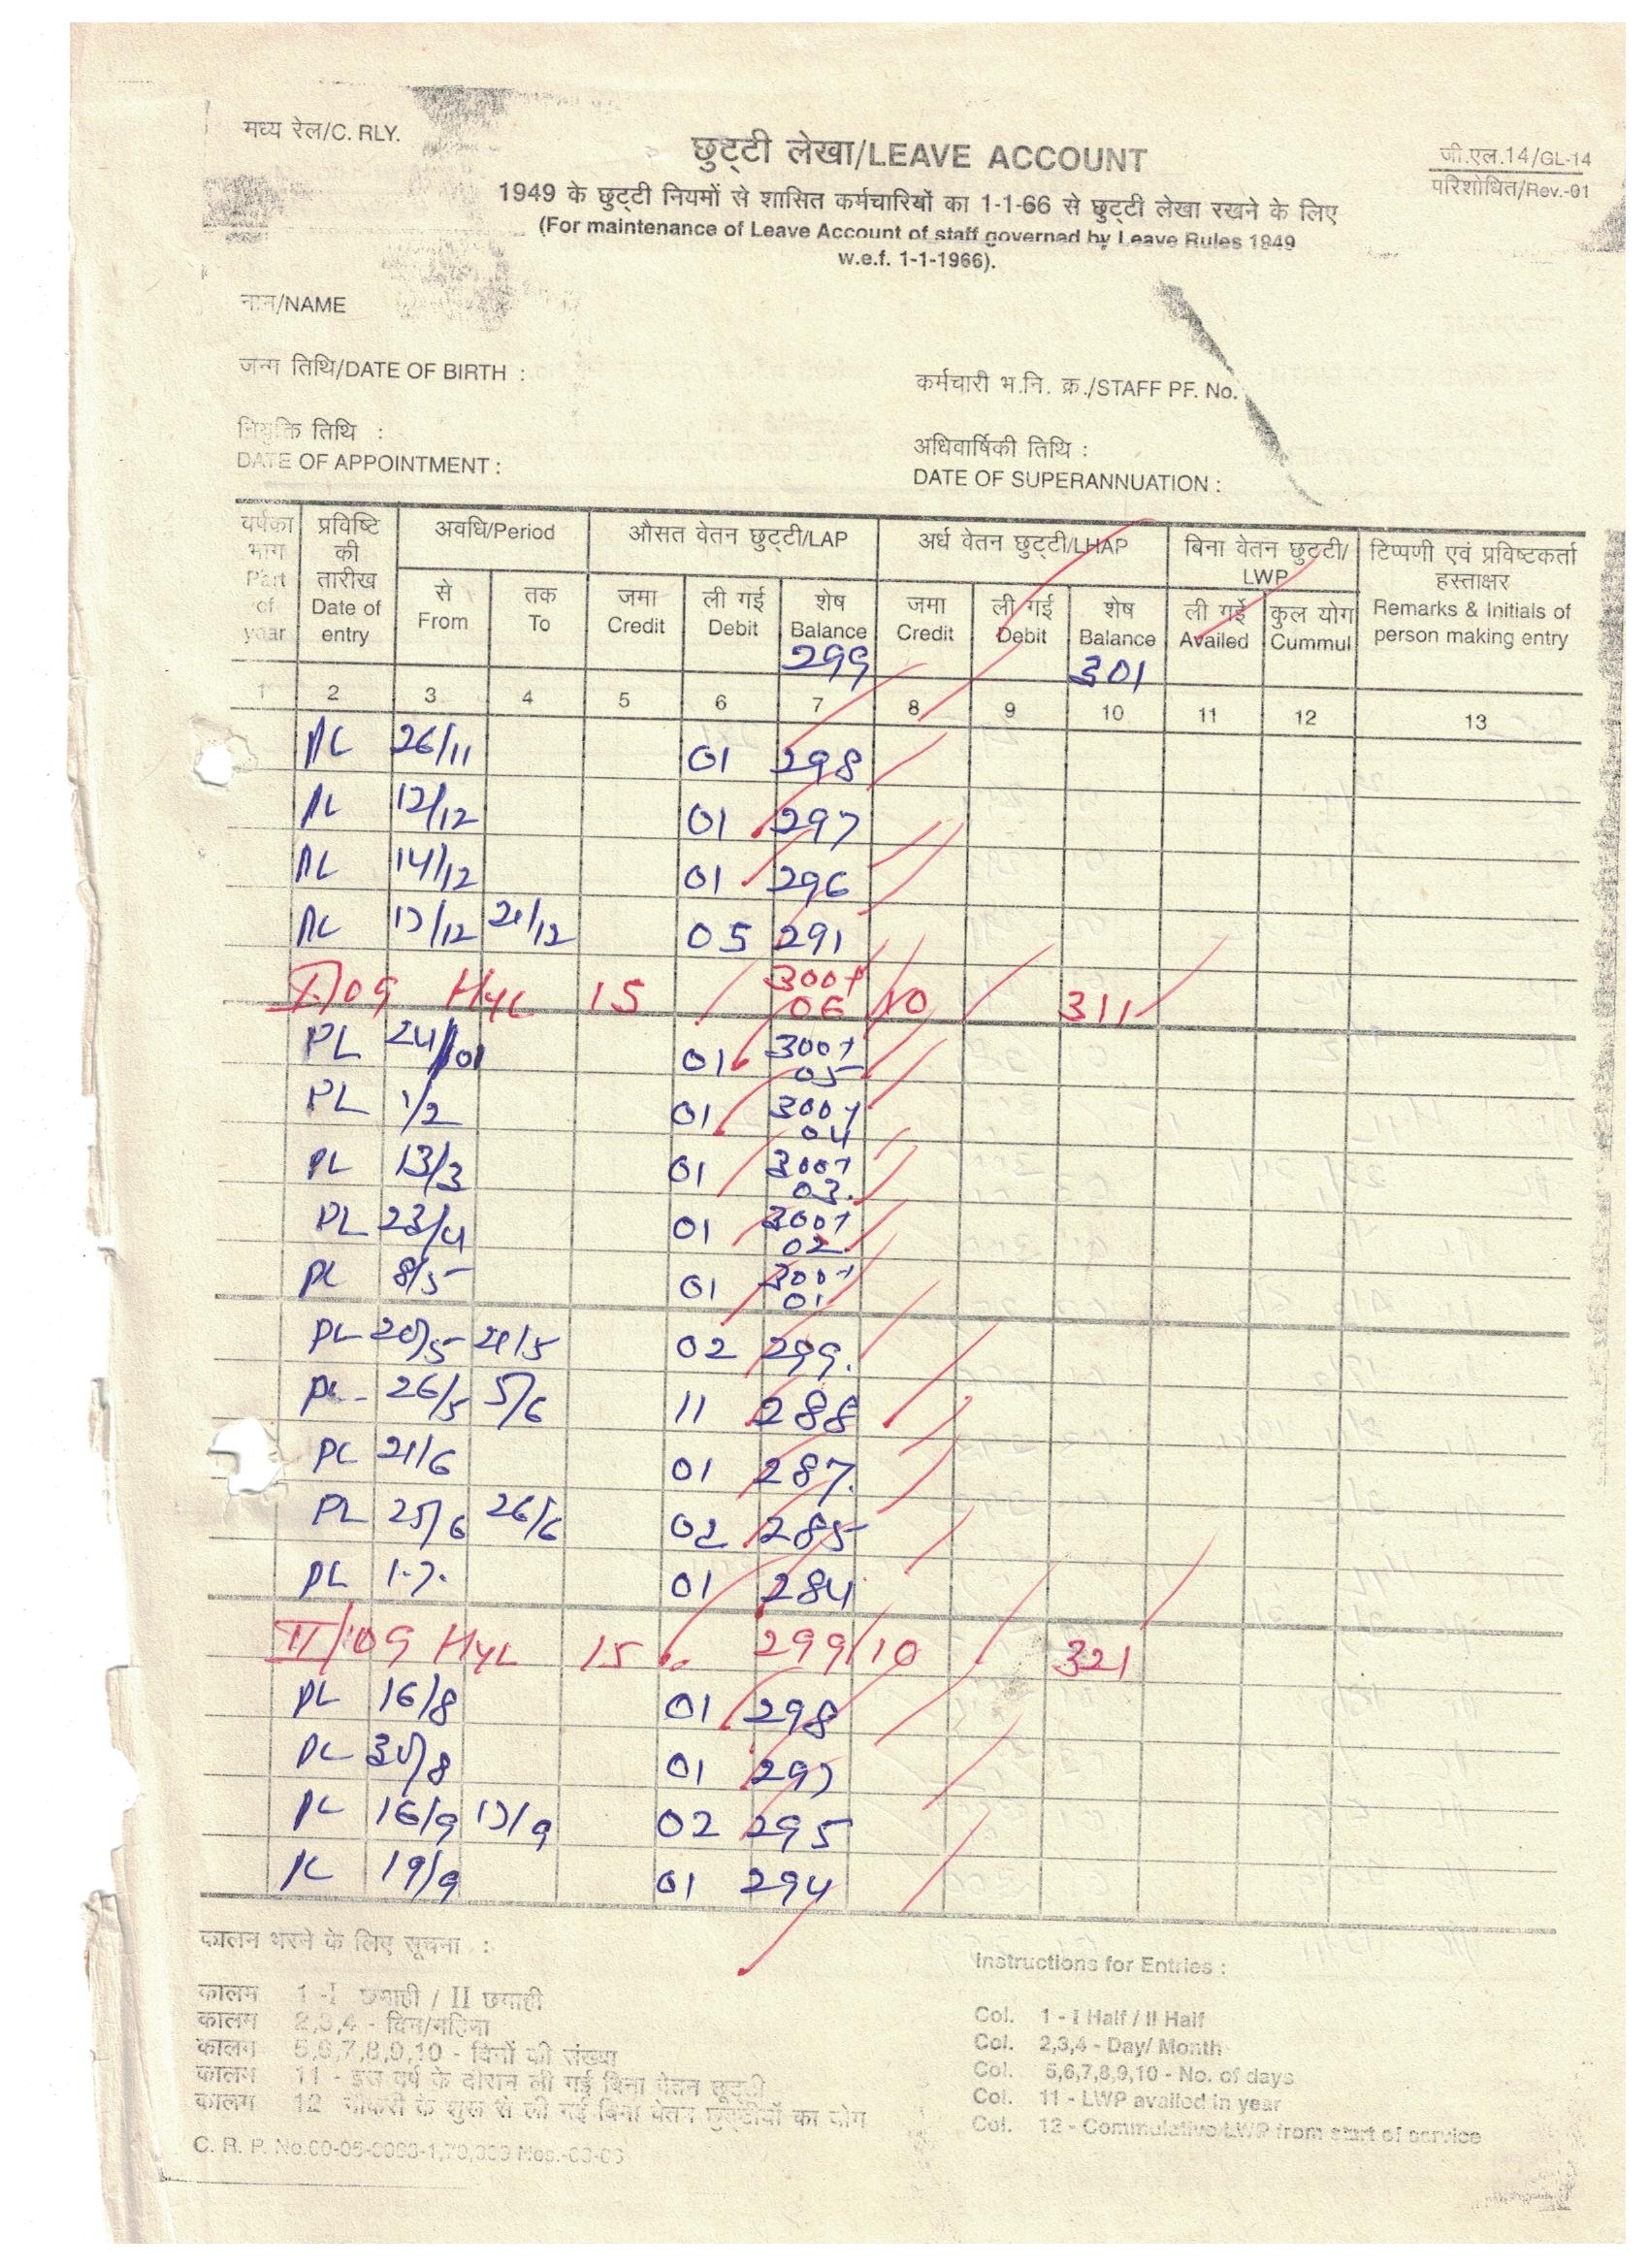 मध्य रेल/C. RLY.
छुट्टी लेखा/LEAVE ACCOUNT
जी.एल.14/GL-14
परिशोधित/Rev.-01
1949 के छुट्टी नियमों से शासित कर्मचारियों का 1-1-66 से छुट्टी लेखा रखने के लिए
(For maintenance of Leave Account of staff governed by Leave Rules 1949
w.e.f. 1-1-1966).
नाम/NAME
जन्म तिथि/DATE OF BIRTH :
कर्मचारी भ.नि. क्र./STAFF PF. No.
नियुक्ति तिथि :
DATE OF APPOINTMENT :
अधिवार्षिकी तिथि :
DATE OF SUPERANNUATION :
वर्षका भाग Part of year
प्रविष्टि की तारीख Date of entry
अवधि/Period
औसत वेतन छुट्टी/LAP
अर्ध वेतन छुट्टी/LHAP
बिना वेतन छुट्टी/LWP
टिप्पणी एवं प्रविष्टकर्ता हस्ताक्षर Remarks & Initials of person making entry
से From
तक To
जमा Credit
ली गई Debit
शेष Balance 299
जमा Credit
ली गई Debit
शेष Balance 301
ली गई Availed
कुल योग Cummul
1 2 3 4 5 6 7 8 9 10 11 12 13
PL 26/11 01 298
PL 17/12 01 297
PL 14/12 01 296
PL 17/12 21/12 05 291
I/09 HYL 15 300+06 10 311
PL 24/01 01 300+05
PL 1/2 01 300+04
PL 13/3 01 300+03.
PL 23/4 01 300+02
PL 8/5 01 300+01
PL 20/5 21/5 02 299.
PL 26/5 5/6 11 288
PL 21/6 01 287.
PL 25/6 26/6 02 285
PL 1.7. 01 284
II/09 HYL 15 299 10 321
PL 16/8 01 298
PL 30/8 01 297
PL 16/9 17/9 02 295
PL 19/9 01 294
कालम भरने के लिए सूचना :
कालम 1 -I छमाही / II छमाही
कालम 2,3,4 - दिन/महिना
कालम 5,6,7,8,9,10 - दिनों की संख्या
कालम 11 - इस वर्ष के दौरान ली गई बिना वेतन छुट्टी
कालम 12 नौकरी के शुरू से ली गई बिना वेतन छुट्टीयों का योग
Instructions for Entries :
Col. 1 - I Half / II Half
Col. 2,3,4 - Day/ Month
Col. 5,6,7,8,9,10 - No. of days
Col. 11 - LWP availed in year
Col. 12 - Commulative LWP from start of service
C. R. P. No.